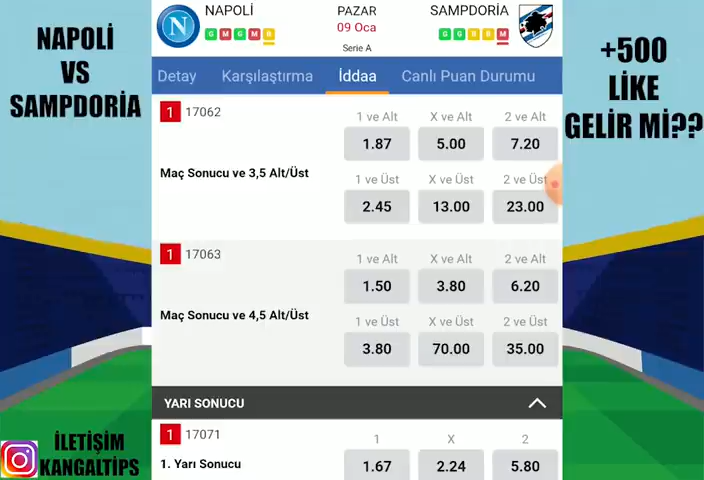 NAPOLİ
VS
SAMPDORİA
NAPOLİ
G M G M B
PAZAR
09 Oca
Serie A
SAMPDORİA
G G B B M
+500
LİKE
GELİR Mİ??
Detay Karşılaştırma İddaa Canlı Puan Durumu
1 17062
1 ve Alt X ve Alt 2 ve Alt
1.87 5.00 7.20
Maç Sonucu ve 3,5 Alt/Üst
1 ve Üst X ve Üst 2 ve Üst
2.45 13.00 23.00
1 17063
1 ve Alt X ve Alt 2 ve Alt
1.50 3.80 6.20
Maç Sonucu ve 4,5 Alt/Üst
1 ve Üst X ve Üst 2 ve Üst
3.80 70.00 35.00
YARI SONUCU
1 17071
1 X 2
1. Yarı Sonucu
1.67 2.24 5.80
İLETİŞİM
KANGALTİPS